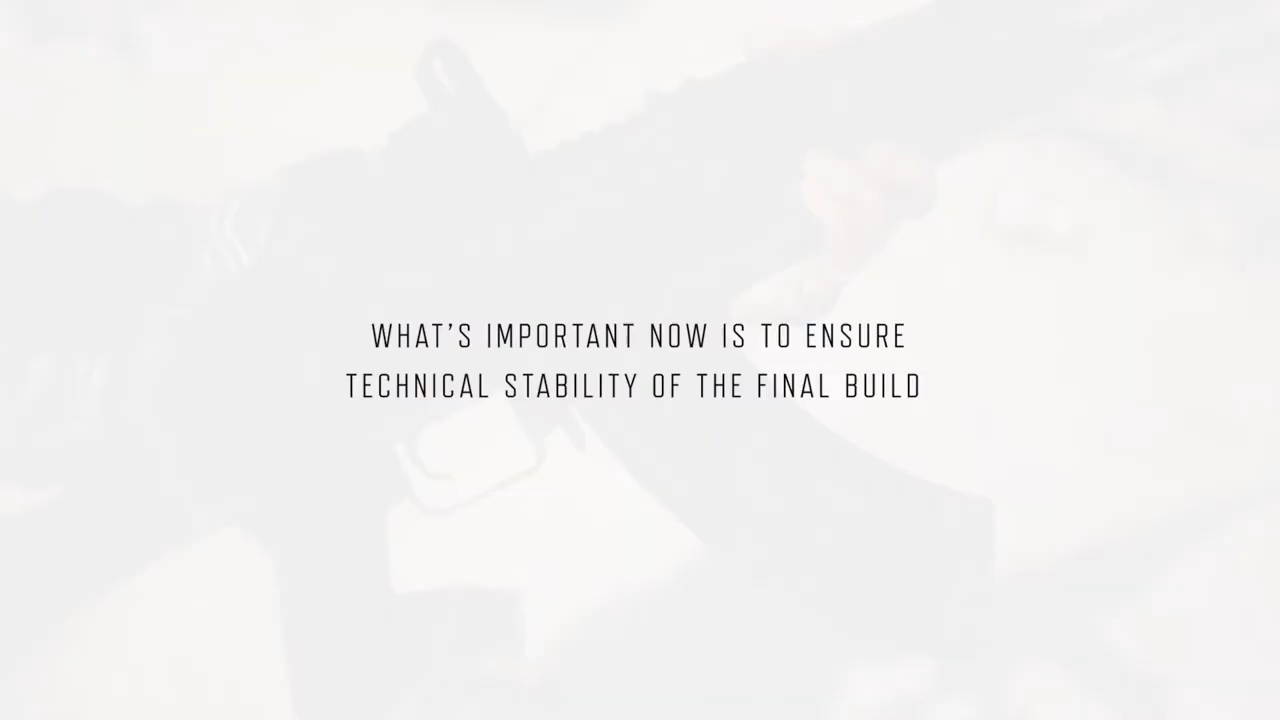 WHAT’S IMPORTANT NOW IS TO ENSURE
TECHNICAL STABILITY OF THE FINAL BUILD